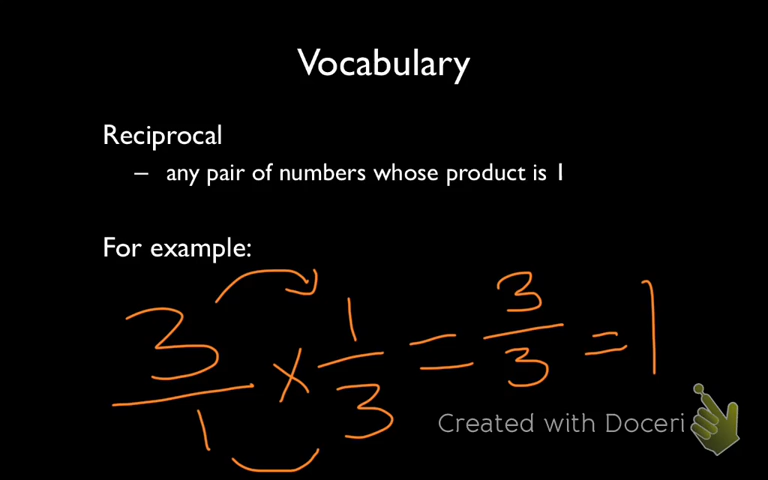 Vocabulary
Reciprocal
– any pair of numbers whose product is 1
For example:
3/1 × 1/3 = 3/3 = 1
Created with Doceri